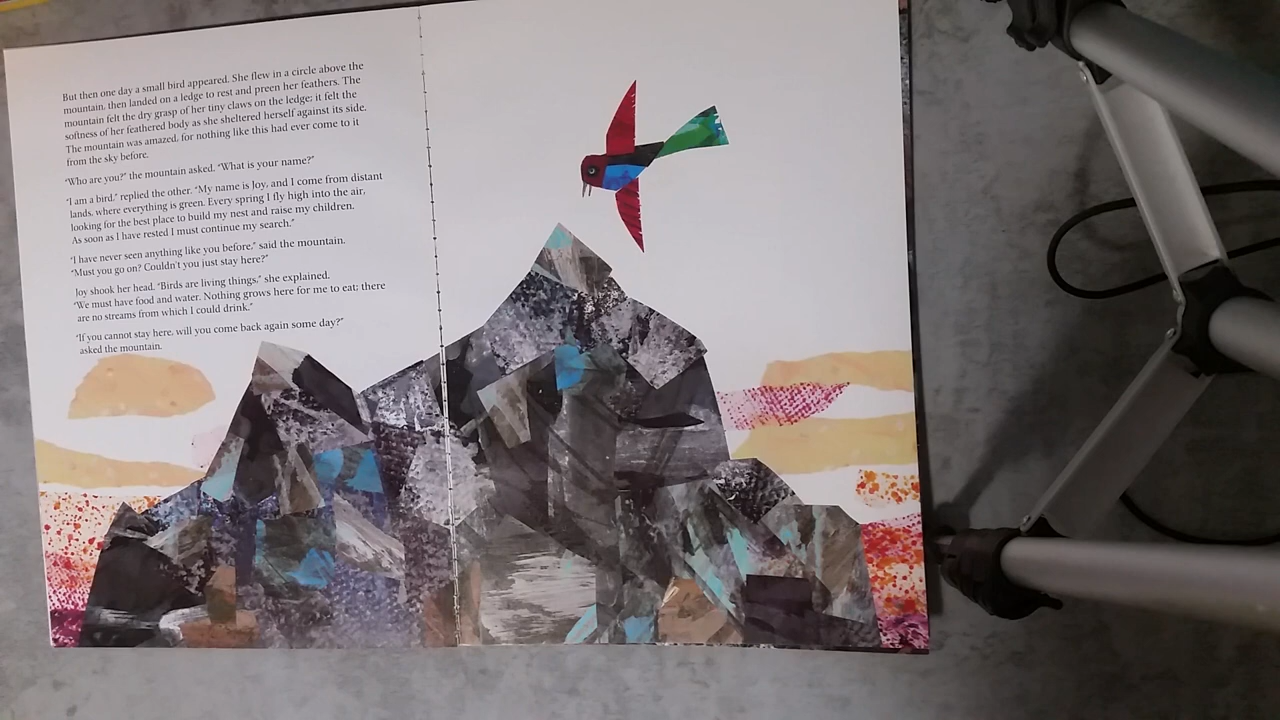 But then one day a small bird appeared. She flew in a circle above the
mountain, then landed on a ledge to rest and preen her feathers. The
mountain felt the dry grasp of her tiny claws on the ledge; it felt the
softness of her feathered body as she sheltered herself against its side.
The mountain was amazed, for nothing like this had ever come to it
from the sky before.
"Who are you?" the mountain asked. "What is your name?"
"I am a bird," replied the other. "My name is Joy, and I come from distant
lands, where everything is green. Every spring I fly high into the air,
looking for the best place to build my nest and raise my children.
As soon as I have rested I must continue my search."
"I have never seen anything like you before," said the mountain.
"Must you go on? Couldn't you just stay here?"
Joy shook her head. "Birds are living things," she explained.
"We must have food and water. Nothing grows here for me to eat; there
are no streams from which I could drink."
"If you cannot stay here, will you come back again some day?"
asked the mountain.